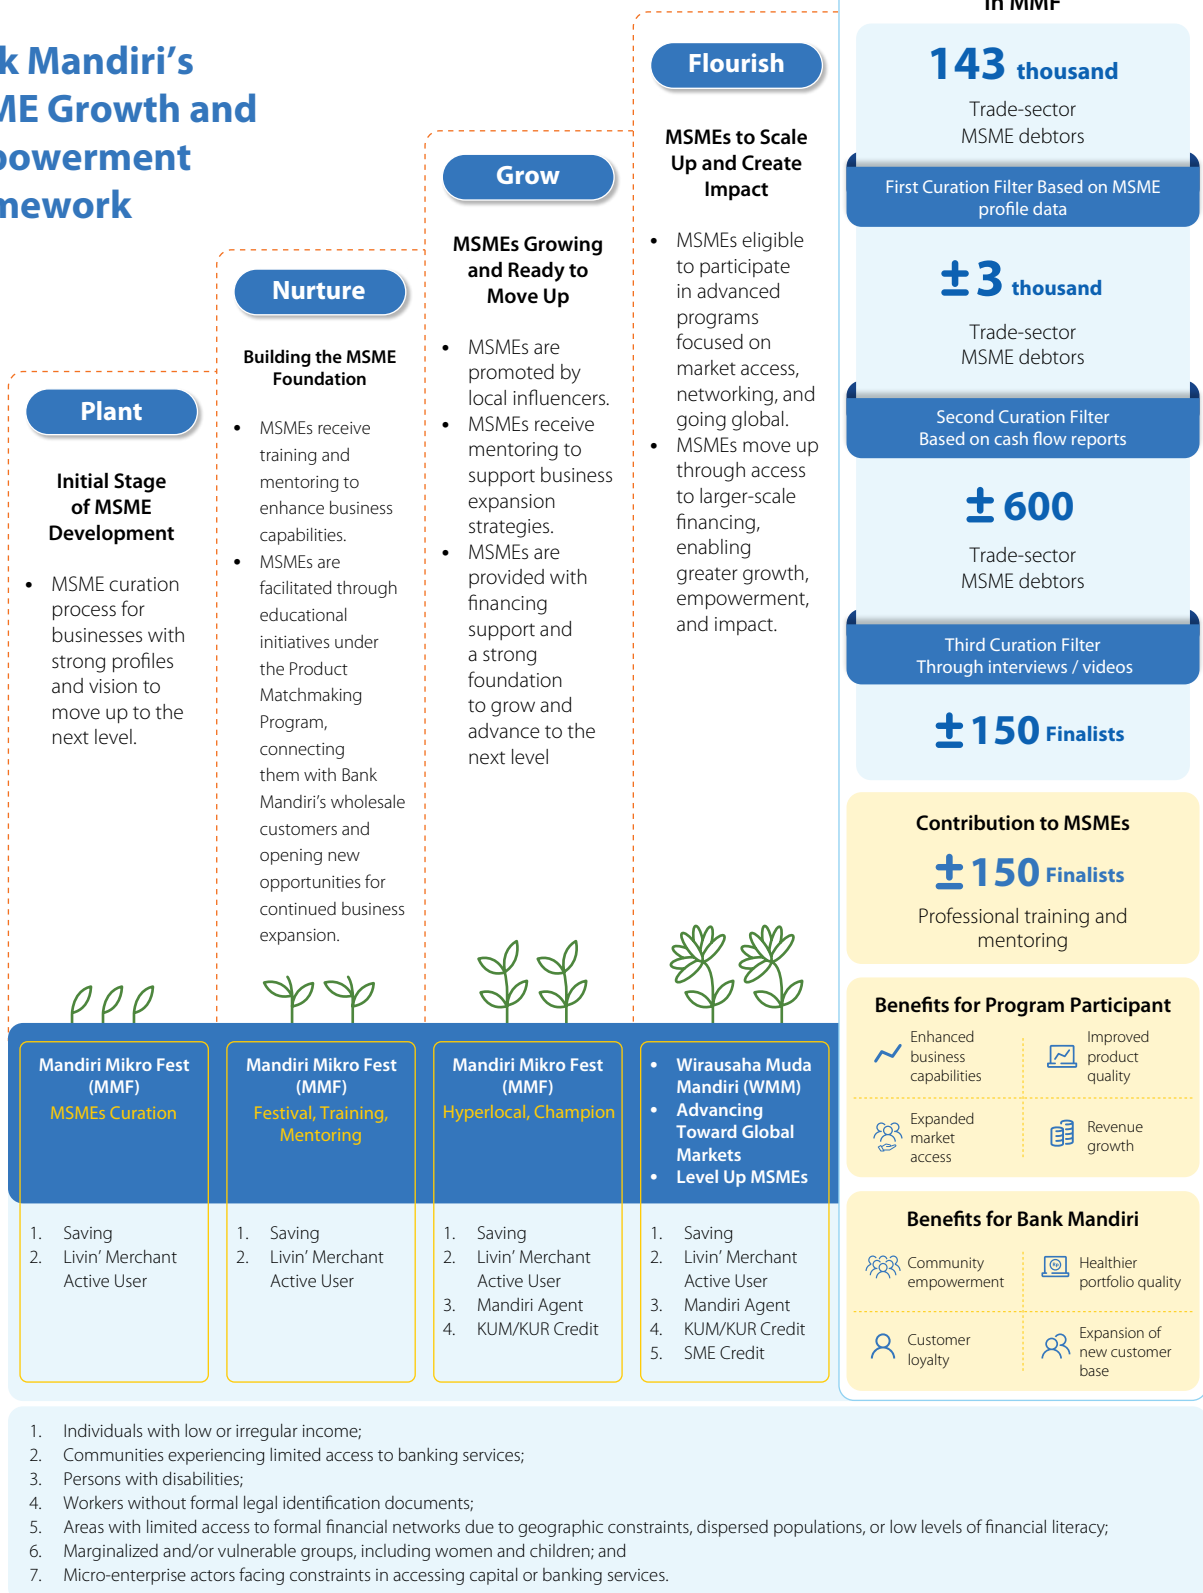 k Mandiri's
ME Growth and
powerment
mework
Plant
Initial Stage
of MSME
Development
• MSME curation
process for
businesses with
strong profiles
and vision to
move up to the
next level.
Nurture
Building the MSME
Foundation
• MSMEs receive
training and
mentoring to
enhance business
capabilities.
• MSMEs are
facilitated through
educational
initiatives under
the Product
Matchmaking
Program,
connecting
them with Bank
Mandiri's wholesale
customers and
opening new
opportunities for
continued business
expansion.
Grow
MSMEs Growing
and Ready to
Move Up
• MSMEs are
promoted by
local influencers.
• MSMEs receive
mentoring to
support business
expansion
strategies.
• MSMEs are
provided with
financing
support and
a strong
foundation
to grow and
advance to the
next level
Flourish
MSMEs to Scale
Up and Create
Impact
• MSMEs eligible
to participate
in advanced
programs
focused on
market access,
networking, and
going global.
• MSMEs move up
through access
to larger-scale
financing,
enabling
greater growth,
empowerment,
and impact.
Mandiri Mikro Fest
(MMF)
MSMEs Curation
1. Saving
2. Livin' Merchant
Active User
Mandiri Mikro Fest
(MMF)
Festival, Training,
Mentoring
1. Saving
2. Livin' Merchant
Active User
Mandiri Mikro Fest
(MMF)
Hyperlocal, Champion
1. Saving
2. Livin' Merchant
Active User
3. Mandiri Agent
4. KUM/KUR Credit
• Wirausaha Muda
Mandiri (WMM)
• Advancing
Toward Global
Markets
• Level Up MSMEs
1. Saving
2. Livin' Merchant
Active User
3. Mandiri Agent
4. KUM/KUR Credit
5. SME Credit
in MMF
143 thousand
Trade-sector
MSME debtors
First Curation Filter Based on MSME
profile data
± 3 thousand
Trade-sector
MSME debtors
Second Curation Filter
Based on cash flow reports
± 600
Trade-sector
MSME debtors
Third Curation Filter
Through interviews / videos
± 150 Finalists
Contribution to MSMEs
± 150 Finalists
Professional training and
mentoring
Benefits for Program Participant
Enhanced
business
capabilities
Improved
product
quality
Expanded
market
access
Revenue
growth
Benefits for Bank Mandiri
Community
empowerment
Healthier
portfolio quality
Customer
loyalty
Expansion of
new customer
base
1. Individuals with low or irregular income;
2. Communities experiencing limited access to banking services;
3. Persons with disabilities;
4. Workers without formal legal identification documents;
5. Areas with limited access to formal financial networks due to geographic constraints, dispersed populations, or low levels of financial literacy;
6. Marginalized and/or vulnerable groups, including women and children; and
7. Micro-enterprise actors facing constraints in accessing capital or banking services.